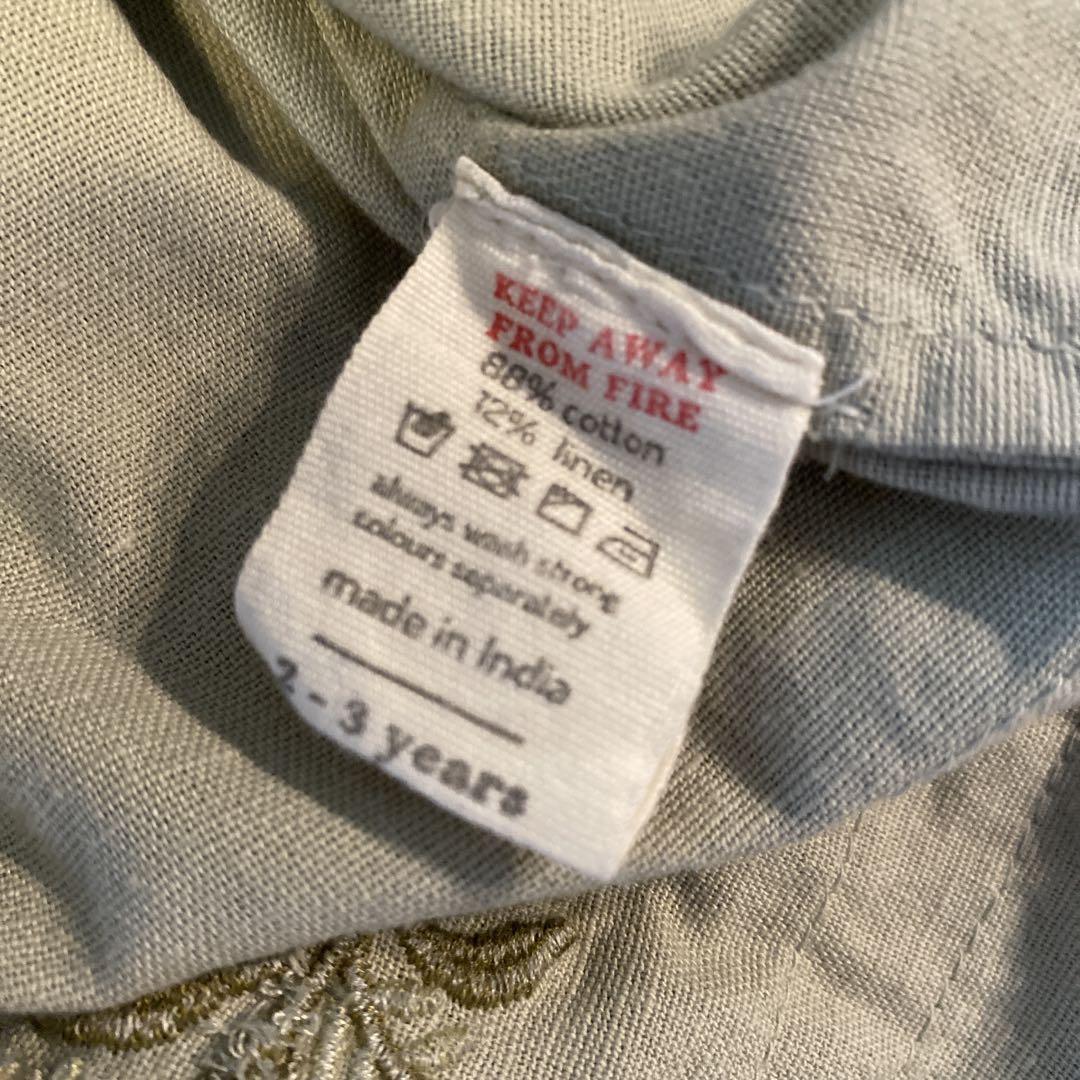 KEEP AWAY
FROM FIRE
88% cotton
12% linen
always wash strong
colours separately
made in India
2 - 3 years